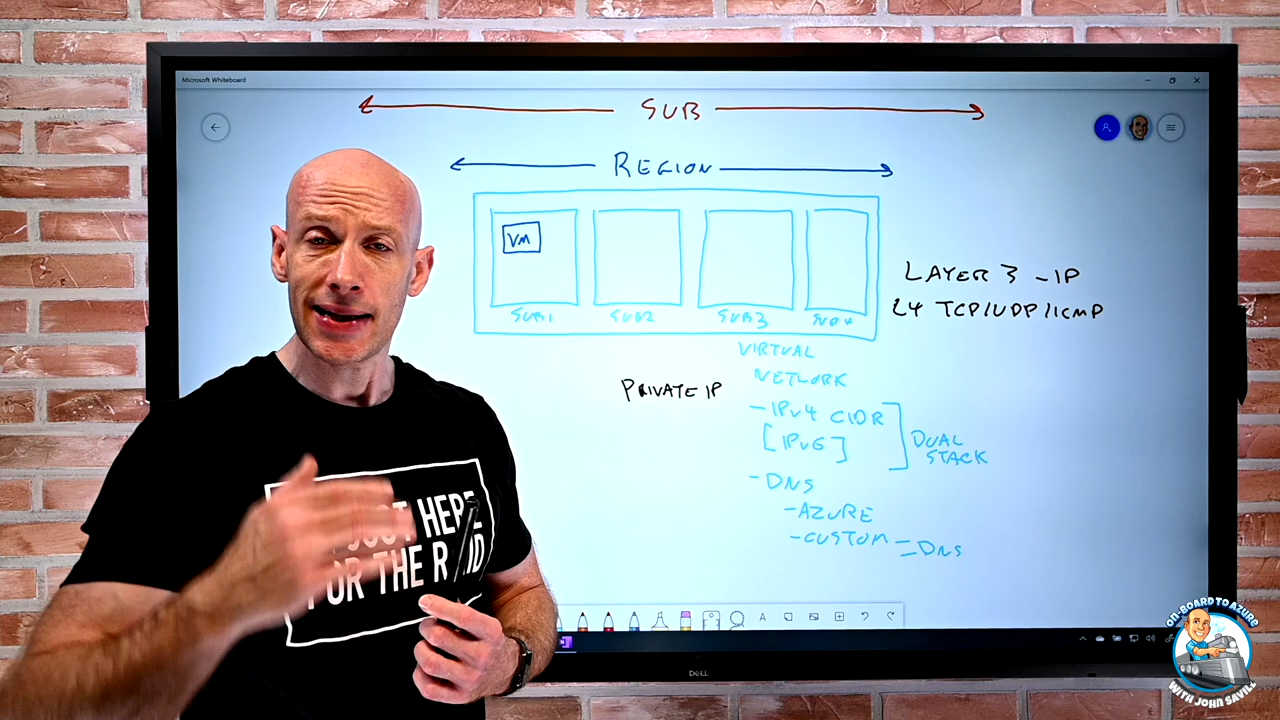 Microsoft Whiteboard
SUB
REGION
VM
SUB1 SUB2 SUB3 SUB4
LAYER 3 - IP
L4 TCP/UDP/ICMP
VIRTUAL
NETWORK
PRIVATE IP
- IPv4 CIDR
[IPv6]
DUAL
STACK
- DNS
- AZURE
- CUSTOM = DNS
JUST HERE
FOR THE
A
DELL
ON-BOARD TO AZURE
WITH JOHN SAVILL